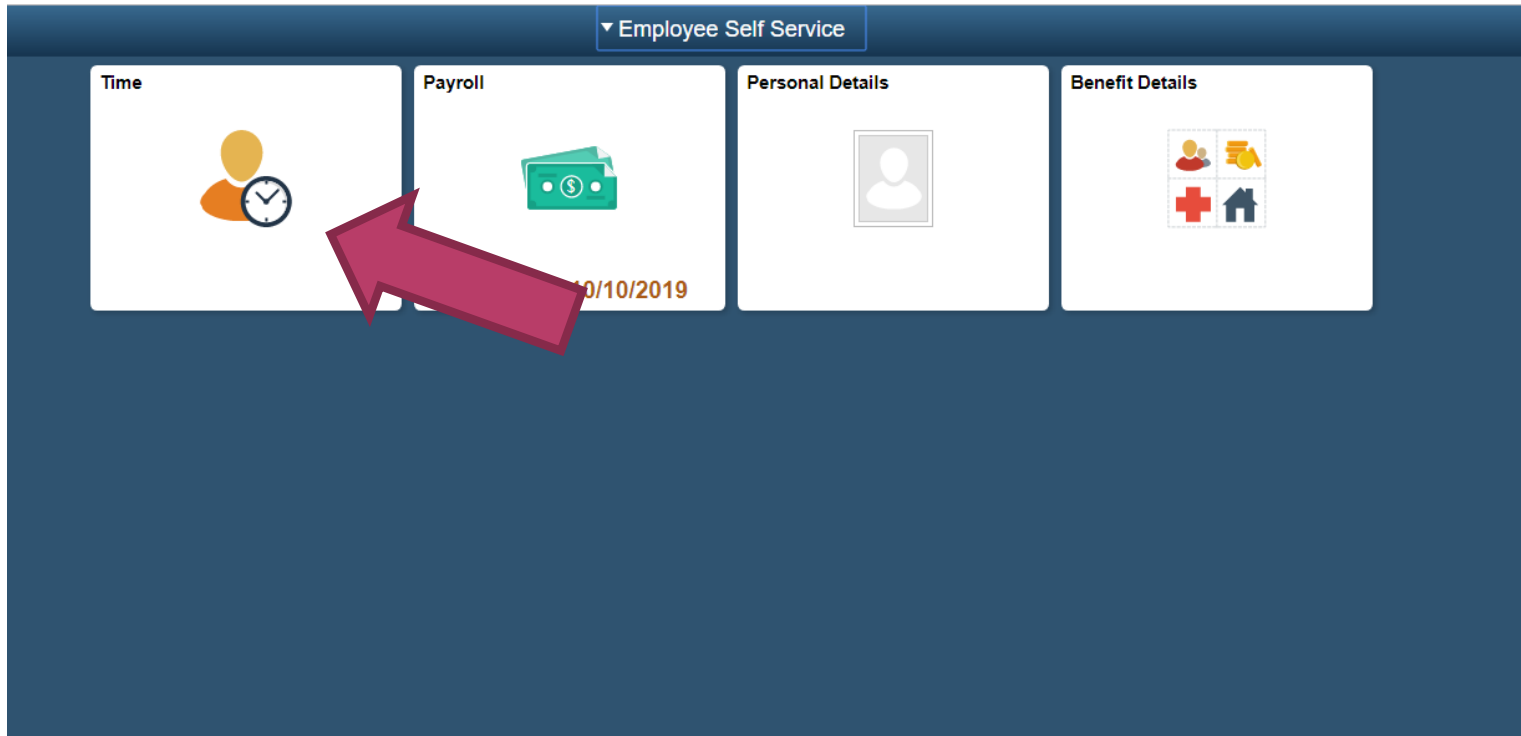 Employee Self Service
Time
Payroll
Personal Details
Benefit Details
$
0/10/2019